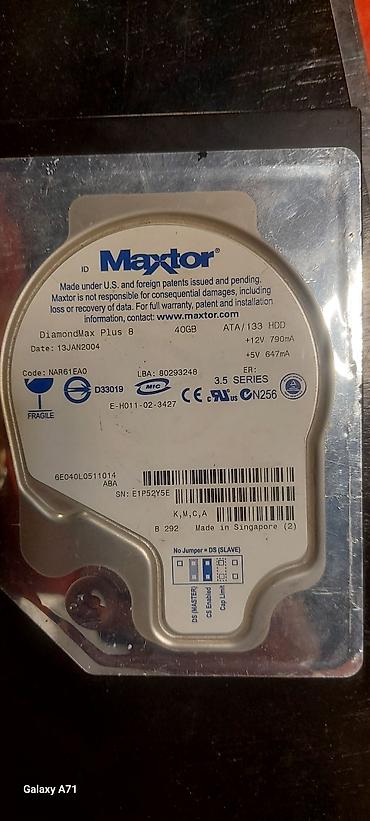 ID Maxtor®
Made under U.S. and foreign patents issued and pending.
Maxtor is not responsible for consequential damages, including
loss or recovery of data. For full warranty, patent and installation
information, contact: www.maxtor.com
DiamondMax Plus 8 40GB ATA/133 HDD
Date: 13JAN2004 +12V 790mA
+5V 647mA
Code: NAR61EA0 LBA: 80293248 ER:
3.5 SERIES
D33019 MIC CE c UL us N256
FRAGILE
E-H011-02-3427
6E040L0511014
ABA
SN: E1P52Y5E
K,M,C,A
B 292 Made in Singapore (2)
No Jumper = DS (SLAVE)
DS (MASTER)
CS Enabled
Cap Limit
Galaxy A71